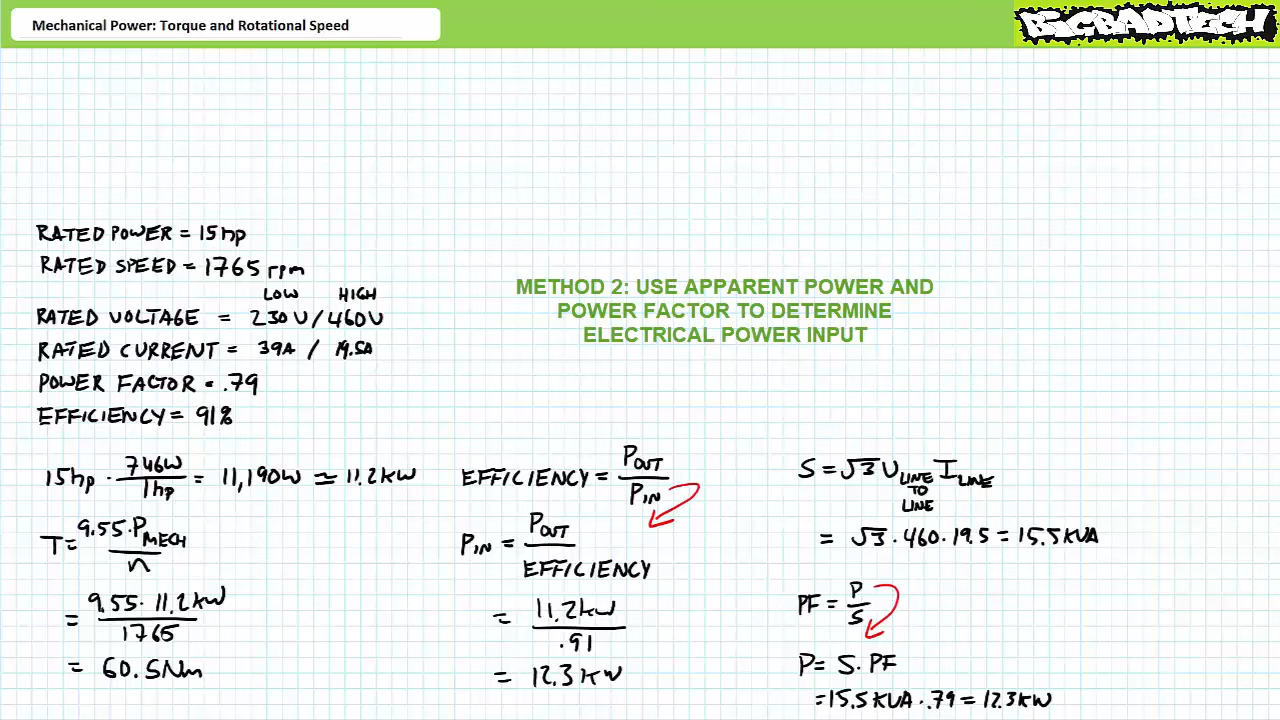 Mechanical Power: Torque and Rotational Speed
BIGBADTECH
RATED POWER = 15 hp
RATED SPEED = 1765 rpm
LOW HIGH
RATED VOLTAGE = 230V/460V
RATED CURRENT = 39A / 19.5A
POWER FACTOR = .79
EFFICIENCY = 91%
METHOD 2: USE APPARENT POWER AND
POWER FACTOR TO DETERMINE
ELECTRICAL POWER INPUT
15hp · 746W/1hp = 11,190W ≃ 11.2kW
T = 9.55·P_MECH/n
= 9.55·11.2kW/1765
= 60.5Nm
EFFICIENCY = P_OUT/P_IN
P_IN = P_OUT/EFFICIENCY
= 11.2kW/.91
= 12.3kW
S = √3 V_LINE TO LINE I_LINE
= √3·460·19.5 = 15.5KVA
PF = P/S
P = S·PF
= 15.5KVA·.79 = 12.3KW